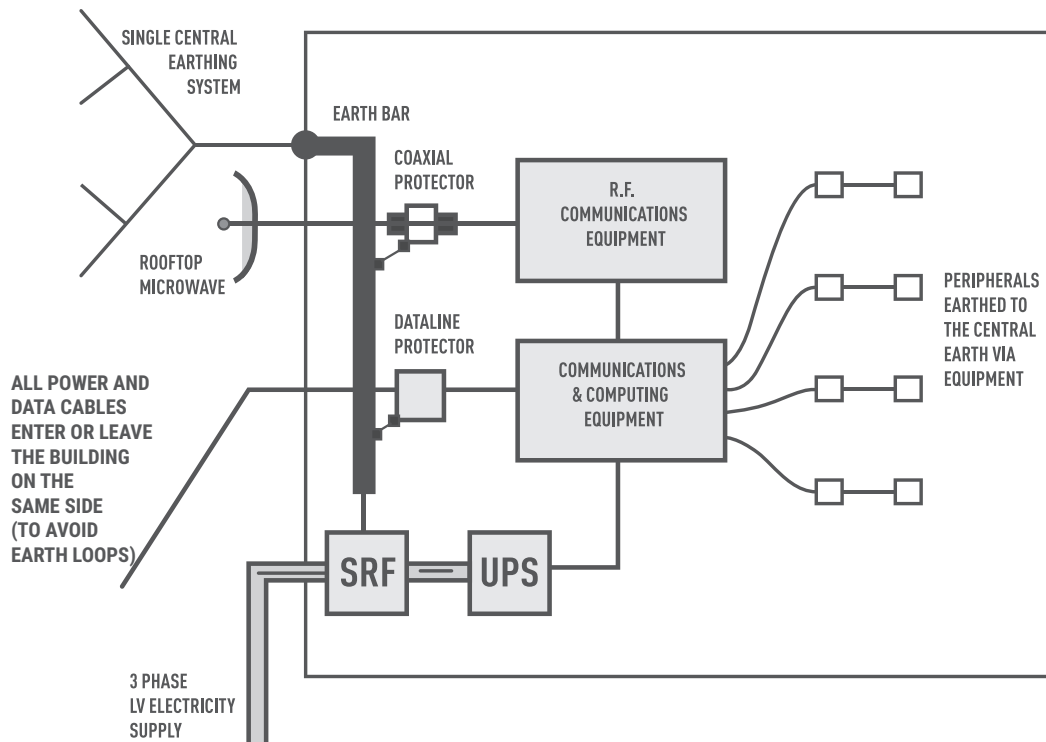 SINGLE CENTRAL
EARTHING
SYSTEM
EARTH BAR
COAXIAL
PROTECTOR
R.F.
COMMUNICATIONS
EQUIPMENT
ROOFTOP
MICROWAVE
PERIPHERALS
EARTHED TO
THE CENTRAL
EARTH VIA
EQUIPMENT
DATALINE
PROTECTOR
COMMUNICATIONS
& COMPUTING
EQUIPMENT
ALL POWER AND
DATA CABLES
ENTER OR LEAVE
THE BUILDING
ON THE
SAME SIDE
(TO AVOID
EARTH LOOPS)
SRF
UPS
3 PHASE
LV ELECTRICITY
SUPPLY